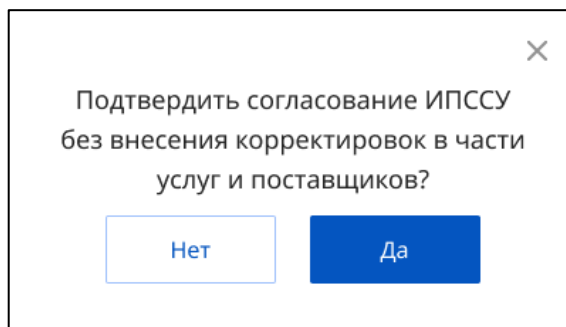 Подтвердить согласование ИПССУ
без внесения корректировок в части
услуг и поставщиков?
Нет
Да